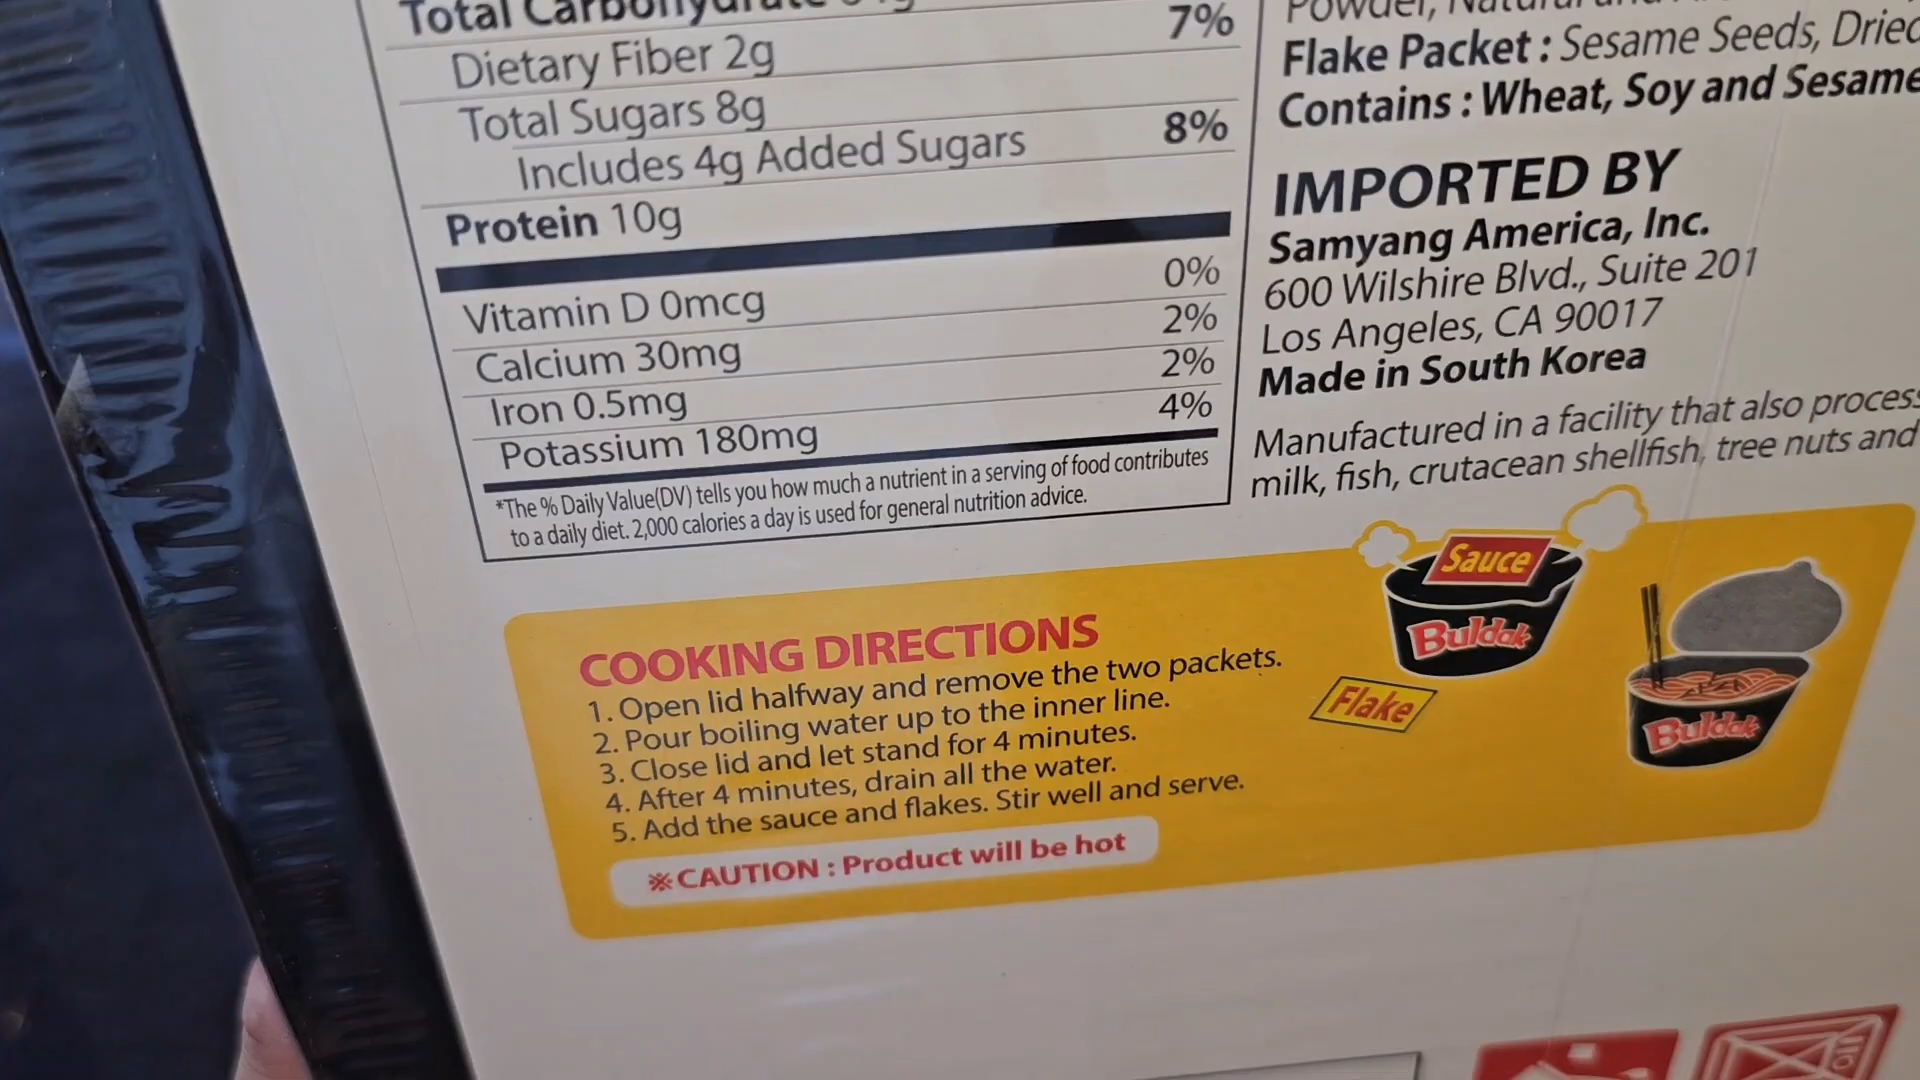 Total Carbohydrate
Dietary Fiber 2g 7%
Total Sugars 8g
Includes 4g Added Sugars 8%
Protein 10g
Vitamin D 0mcg 0%
Calcium 30mg 2%
Iron 0.5mg 2%
Potassium 180mg 4%
*The % Daily Value(DV) tells you how much a nutrient in a serving of food contributes
to a daily diet. 2,000 calories a day is used for general nutrition advice.
Powder, Natural and
Flake Packet : Sesame Seeds, Dried
Contains : Wheat, Soy and Sesame
IMPORTED BY
Samyang America, Inc.
600 Wilshire Blvd., Suite 201
Los Angeles, CA 90017
Made in South Korea
Manufactured in a facility that also process
milk, fish, crutacean shellfish, tree nuts and
COOKING DIRECTIONS
1. Open lid halfway and remove the two packets.
2. Pour boiling water up to the inner line.
3. Close lid and let stand for 4 minutes.
4. After 4 minutes, drain all the water.
5. Add the sauce and flakes. Stir well and serve.
※CAUTION : Product will be hot
Sauce
Buldak
Flake
Buldak